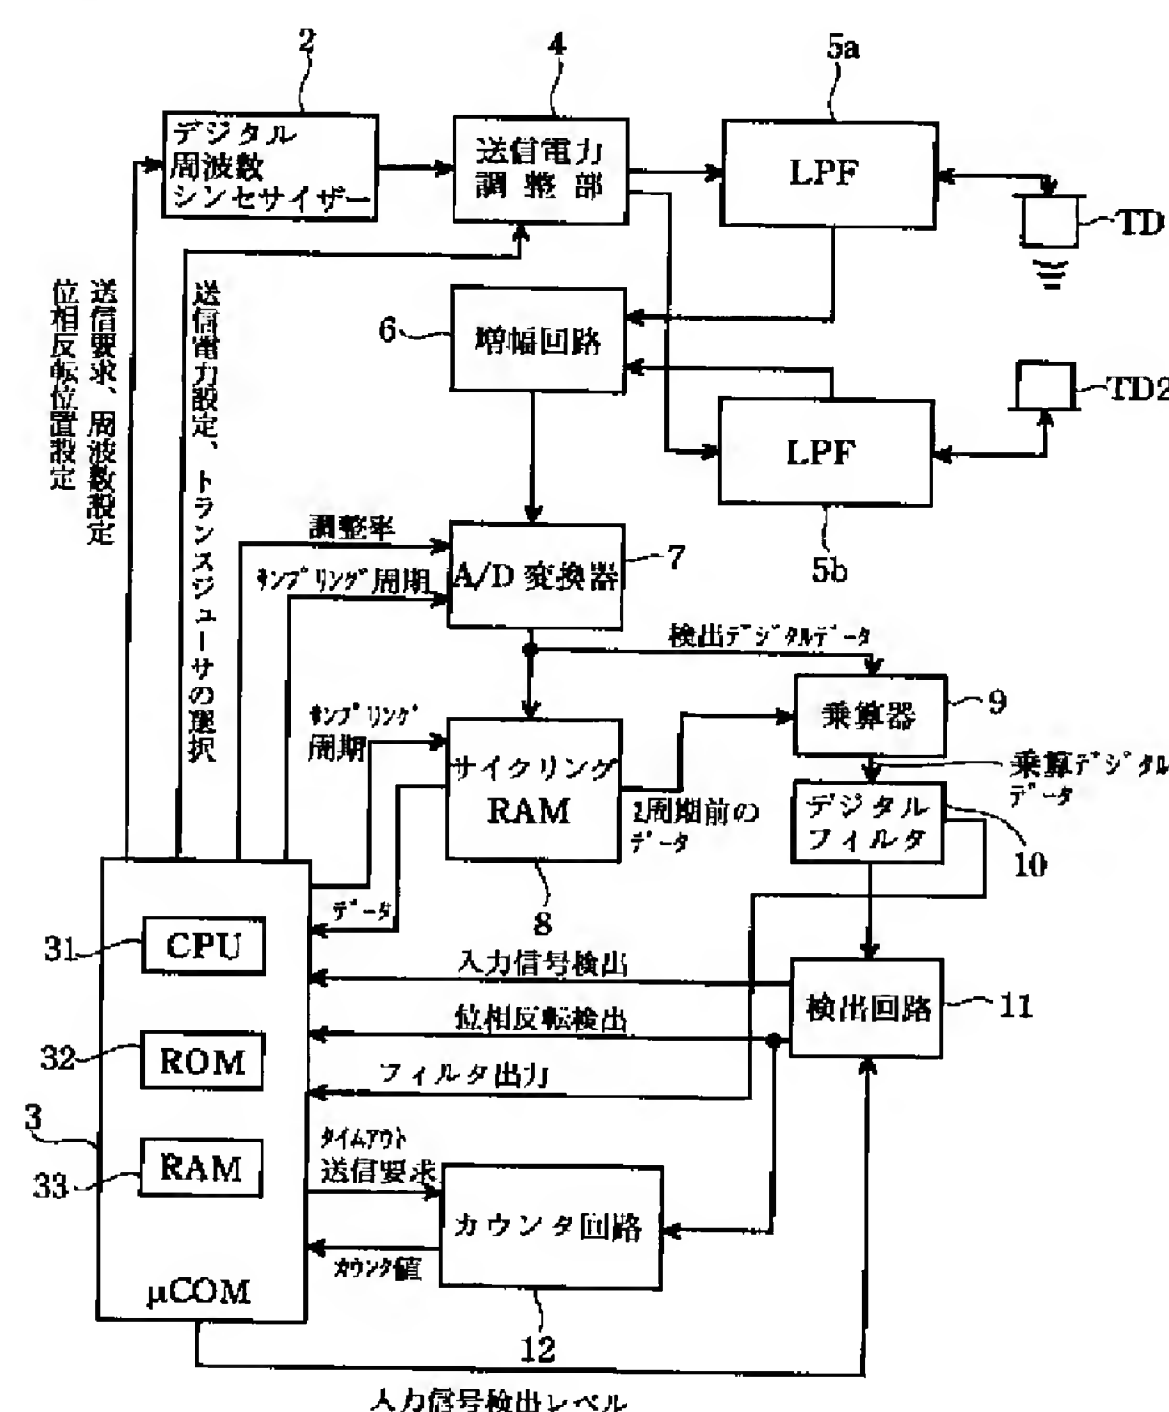 2
4
5a
デジタル
周波数
シンセサイザー
送信電力
調整部
LPF
TD
6
増幅回路
TD2
LPF
5b
送信要求、周波数設定
位相反転位置設定
送信電力設定、トランスジューサの選択
調整率
サンプリング周期
A/D変換器
7
検出デジタルデータ
サンプリング
周期
サイクリング
RAM
8
乗算器
9
乗算デジタル
データ
1周期前の
データ
デジタル
フィルタ
10
データ
31
CPU
入力信号検出
検出回路
11
位相反転検出
32
ROM
フィルタ出力
3
タイムアウト
送信要求
33
RAM
カウンタ回路
カウンタ値
12
μCOM
入力信号検出レベル